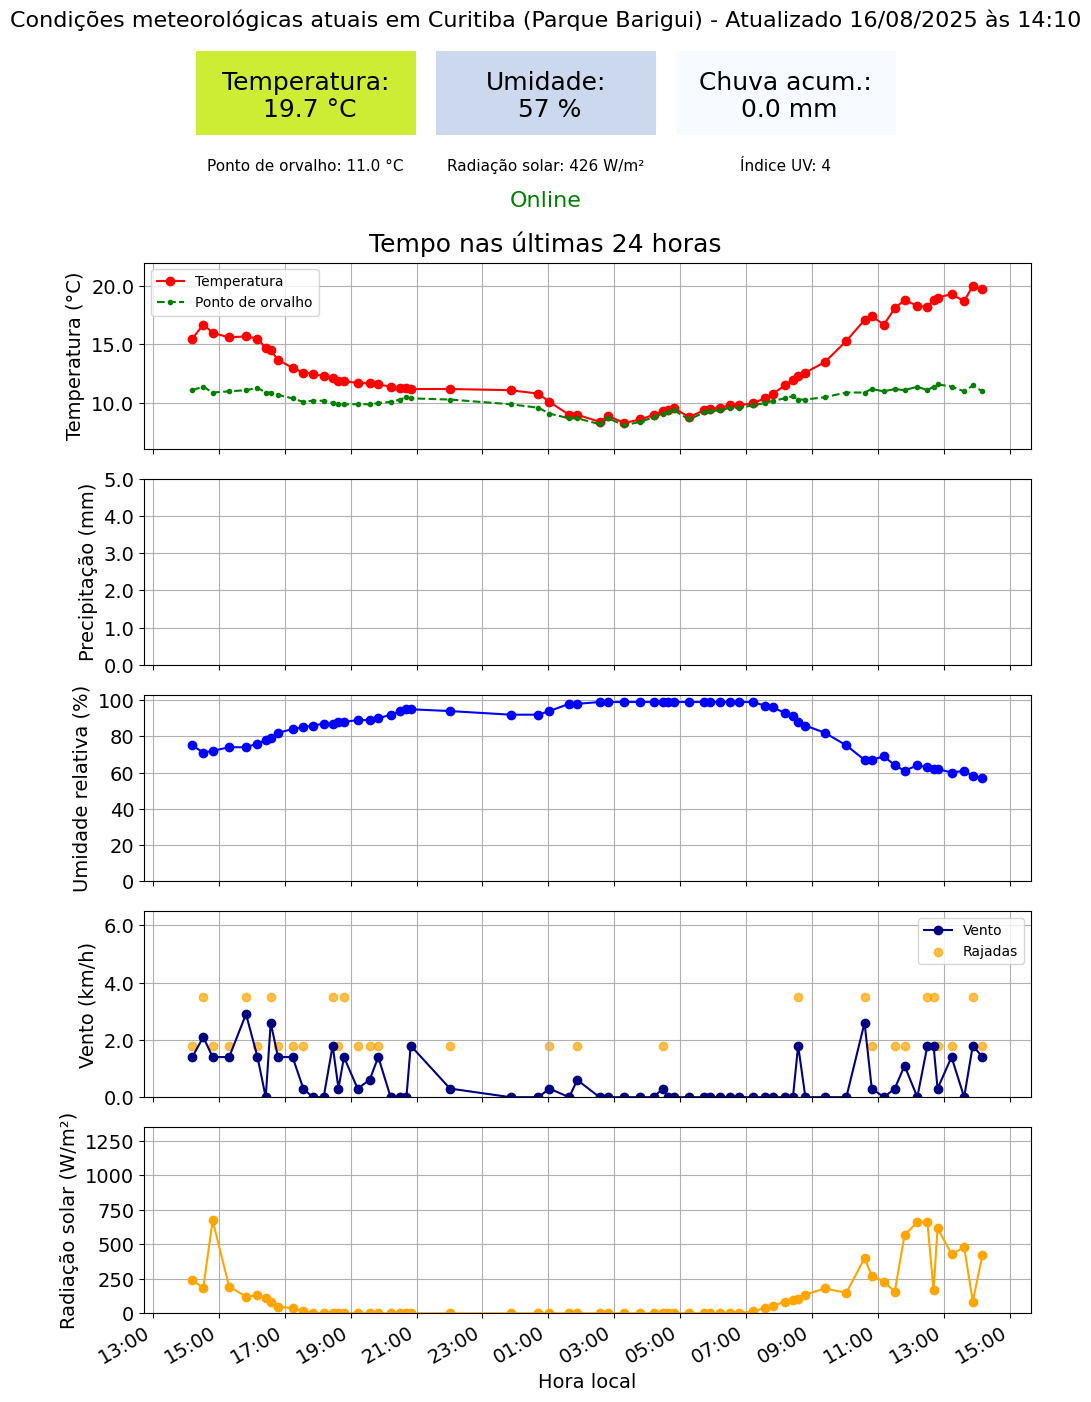 Condições meteorológicas atuais em Curitiba (Parque Barigui) - Atualizado 16/08/2025 às 14:10
Temperatura:
19.7 °C
Umidade:
57 %
Chuva acum.:
0.0 mm
Ponto de orvalho: 11.0 °C
Radiação solar: 426 W/m²
Índice UV: 4
Online
Tempo nas últimas 24 horas
Temperatura (°C)
20.0
15.0
10.0
Temperatura
Ponto de orvalho
Precipitação (mm)
5.0
4.0
3.0
2.0
1.0
0.0
Umidade relativa (%)
100
80
60
40
20
0
Vento (km/h)
6.0
4.0
2.0
0.0
Vento
Rajadas
Radiação solar (W/m²)
1250
1000
750
500
250
0
13:00
15:00
17:00
19:00
21:00
23:00
01:00
03:00
05:00
07:00
09:00
11:00
13:00
15:00
Hora local